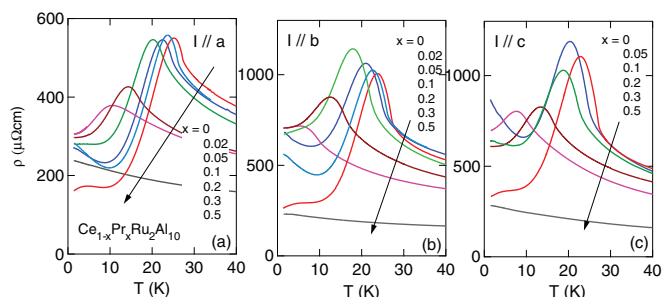 ρ (μΩcm)
800
600
400
200
0
I // a
x = 0
0.02
0.05
0.1
0.2
0.3
0.5
Ce1-xPrxRu2Al10
(a)
0 10 20 30 40
T (K)
1000
500
0
I // b
x = 0
0.02
0.05
0.1
0.2
0.3
0.5
(b)
0 10 20 30 40
T (K)
1000
500
0
I // c
x = 0
0.05
0.1
0.2
0.3
0.5
(c)
0 10 20 30 40
T (K)